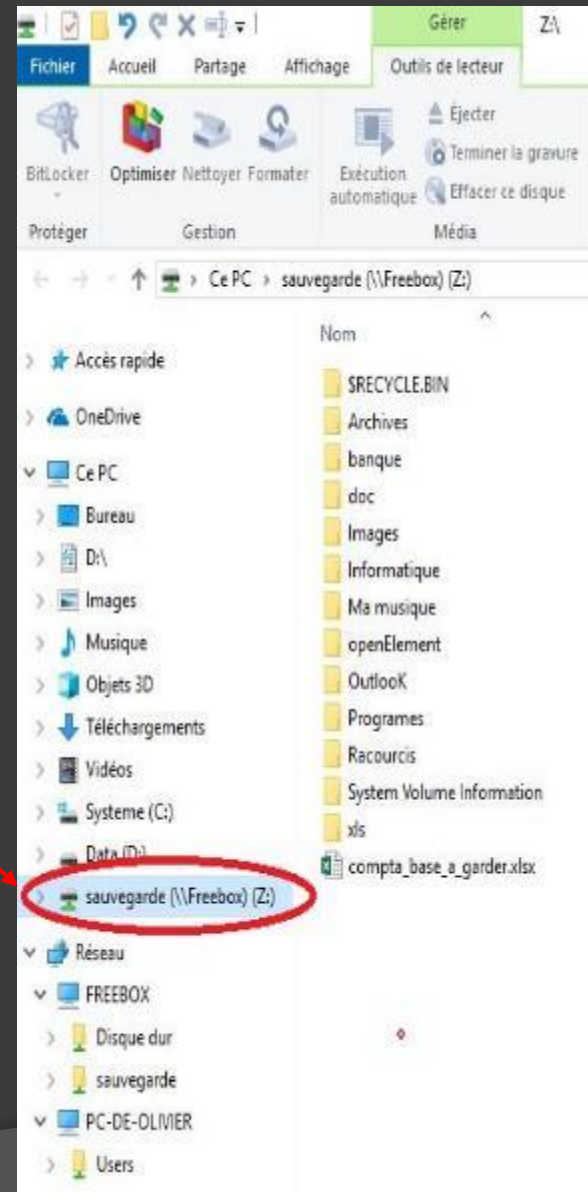 Gérer Z:\
Fichier Accueil Partage Affichage Outils de lecteur
BitLocker
Optimiser Nettoyer Formater
Exécution automatique
Éjecter
Terminer la gravure
Effacer ce disque
Protéger Gestion Média
Ce PC > sauvegarde (\\Freebox) (Z:)
Accès rapide
OneDrive
Ce PC
Bureau
D:\
Images
Musique
Objets 3D
Téléchargements
Vidéos
Systeme (C:)
Data (D:)
sauvegarde (\\Freebox) (Z:)
Réseau
FREEBOX
Disque dur
sauvegarde
PC-DE-OLIVIER
Users
Nom
$RECYCLE.BIN
Archives
banque
doc
Images
Informatique
Ma musique
openElement
OutlooK
Programes
Racourcis
System Volume Information
xls
compta_base_a_garder.xlsx